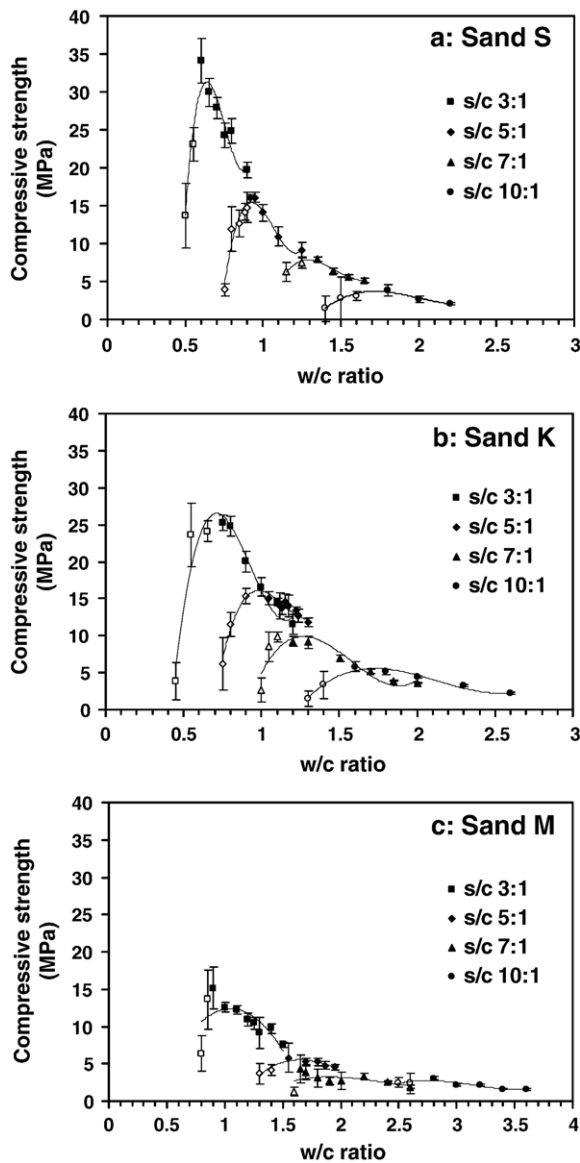 40
35
30
25
20
15
10
5
0
Compressive strength
(MPa)
a: Sand S
s/c 3:1
s/c 5:1
s/c 7:1
s/c 10:1
0 0.5 1 1.5 2 2.5 3
w/c ratio
40
35
30
25
20
15
10
5
0
Compressive strength
(MPa)
b: Sand K
s/c 3:1
s/c 5:1
s/c 7:1
s/c 10:1
0 0.5 1 1.5 2 2.5 3
w/c ratio
40
35
30
25
20
15
10
5
0
Compressive strength
(MPa)
c: Sand M
s/c 3:1
s/c 5:1
s/c 7:1
s/c 10:1
0 0.5 1 1.5 2 2.5 3 3.5 4
w/c ratio